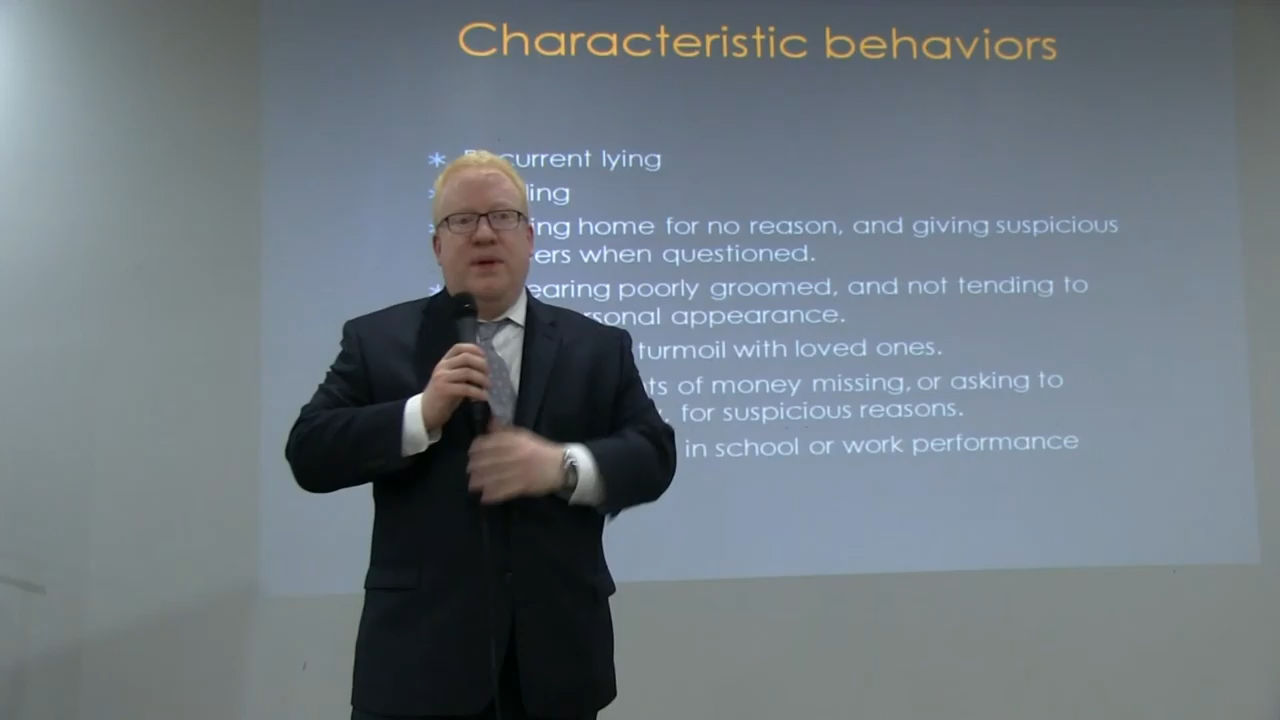 Characteristic behaviors
* current lying
ling
ing home for no reason, and giving suspicious
ers when questioned.
* earing poorly groomed, and not tending to
rsonal appearance.
turmoil with loved ones.
ts of money missing, or asking to
, for suspicious reasons.
in school or work performance